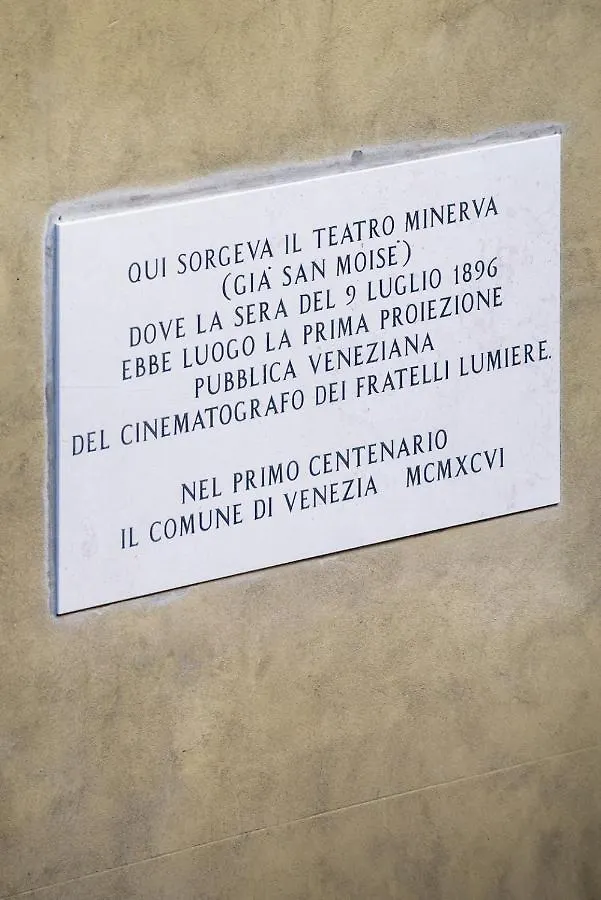 QUI SORGEVA IL TEATRO MINERVA
(GIA' SAN MOISE')
DOVE LA SERA DEL 9 LUGLIO 1896
EBBE LUOGO LA PRIMA PROIEZIONE
PUBBLICA VENEZIANA
DEL CINEMATOGRAFO DEI FRATELLI LUMIERE.
NEL PRIMO CENTENARIO
IL COMUNE DI VENEZIA MCMXCVI